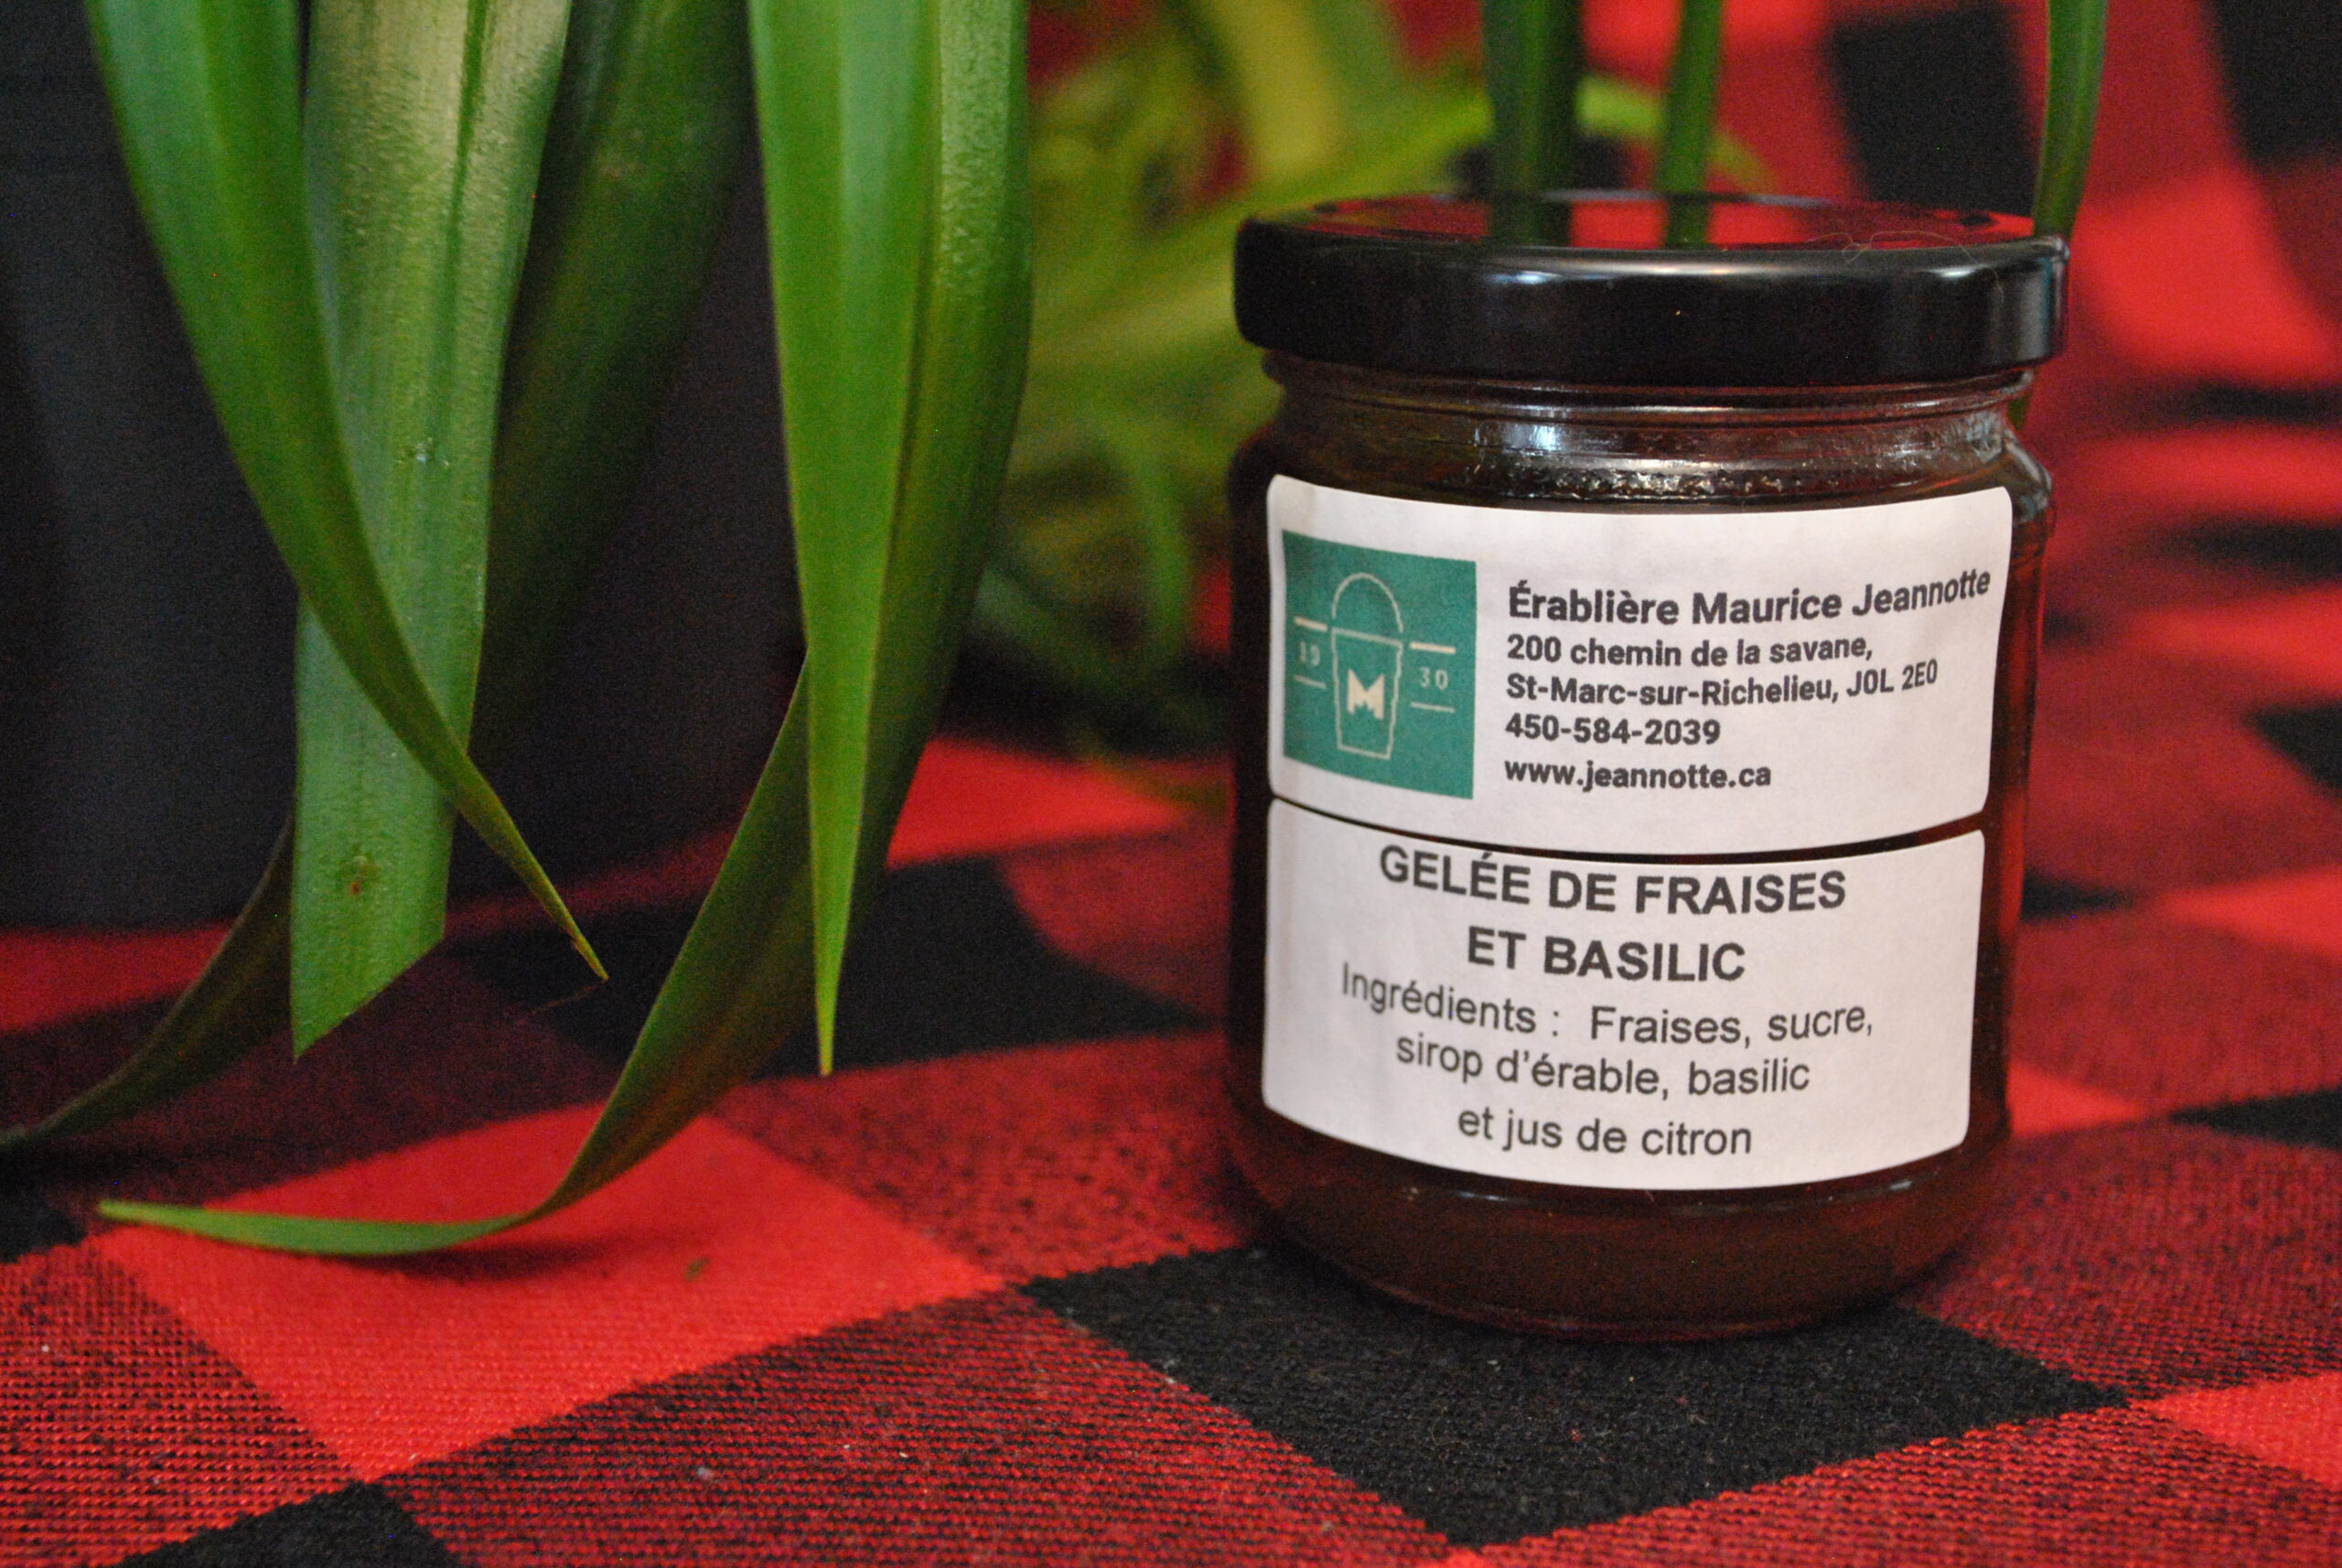 19
30
M
Érablière Maurice Jeannotte
200 chemin de la savane,
St-Marc-sur-Richelieu, J0L 2E0
450-584-2039
www.jeannotte.ca
GELÉE DE FRAISES
ET BASILIC
Ingrédients : Fraises, sucre,
sirop d'érable, basilic
et jus de citron